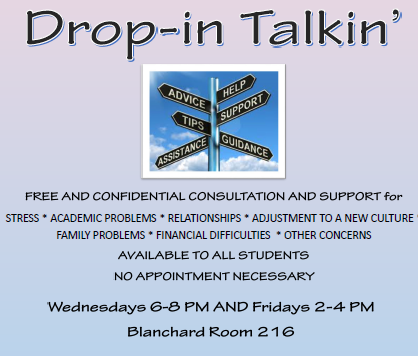 Drop-in Talkin'
HELP
ADVICE
SUPPORT
TIPS
GUIDANCE
ASSISTANCE
FREE AND CONFIDENTIAL CONSULTATION AND SUPPORT for
STRESS * ACADEMIC PROBLEMS * RELATIONSHIPS * ADJUSTMENT TO A NEW CULTURE *
FAMILY PROBLEMS * FINANCIAL DIFFICULTIES * OTHER CONCERNS
AVAILABLE TO ALL STUDENTS
NO APPOINTMENT NECESSARY
Wednesdays 6-8 PM AND Fridays 2-4 PM
Blanchard Room 216